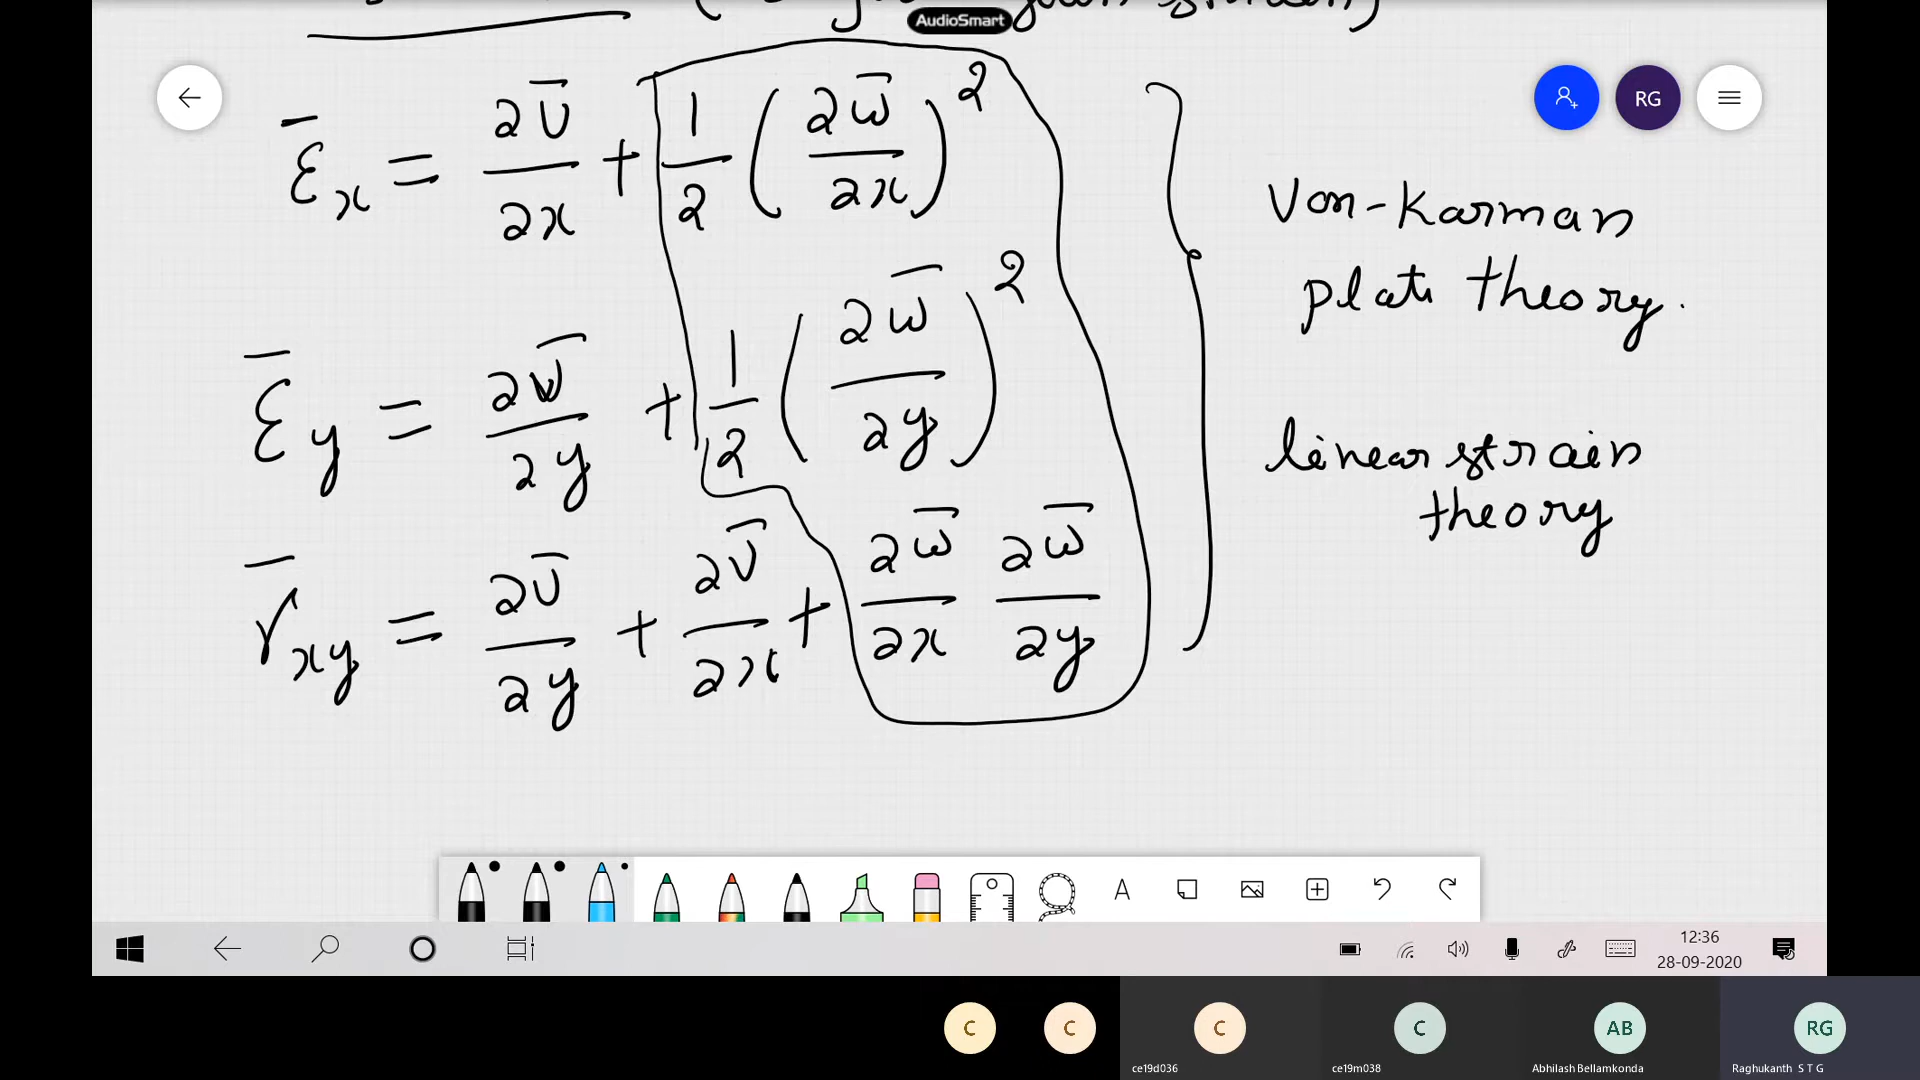 AudioSmart
RG
ε̄x = ∂ū/∂x + 1/2 (∂w̄/∂x)²
ε̄y = ∂v̄/∂y + 1/2 (∂w̄/∂y)²
γ̄xy = ∂ū/∂y + ∂v̄/∂x + ∂w̄/∂x ∂w̄/∂y
Von-Karman
plate theory.
linear strain
theory
A
12:36
28-09-2020
C
C
C
C
AB
RG
ce19d036
ce19m038
Abhilash Bellamkonda
Raghukanth S T G